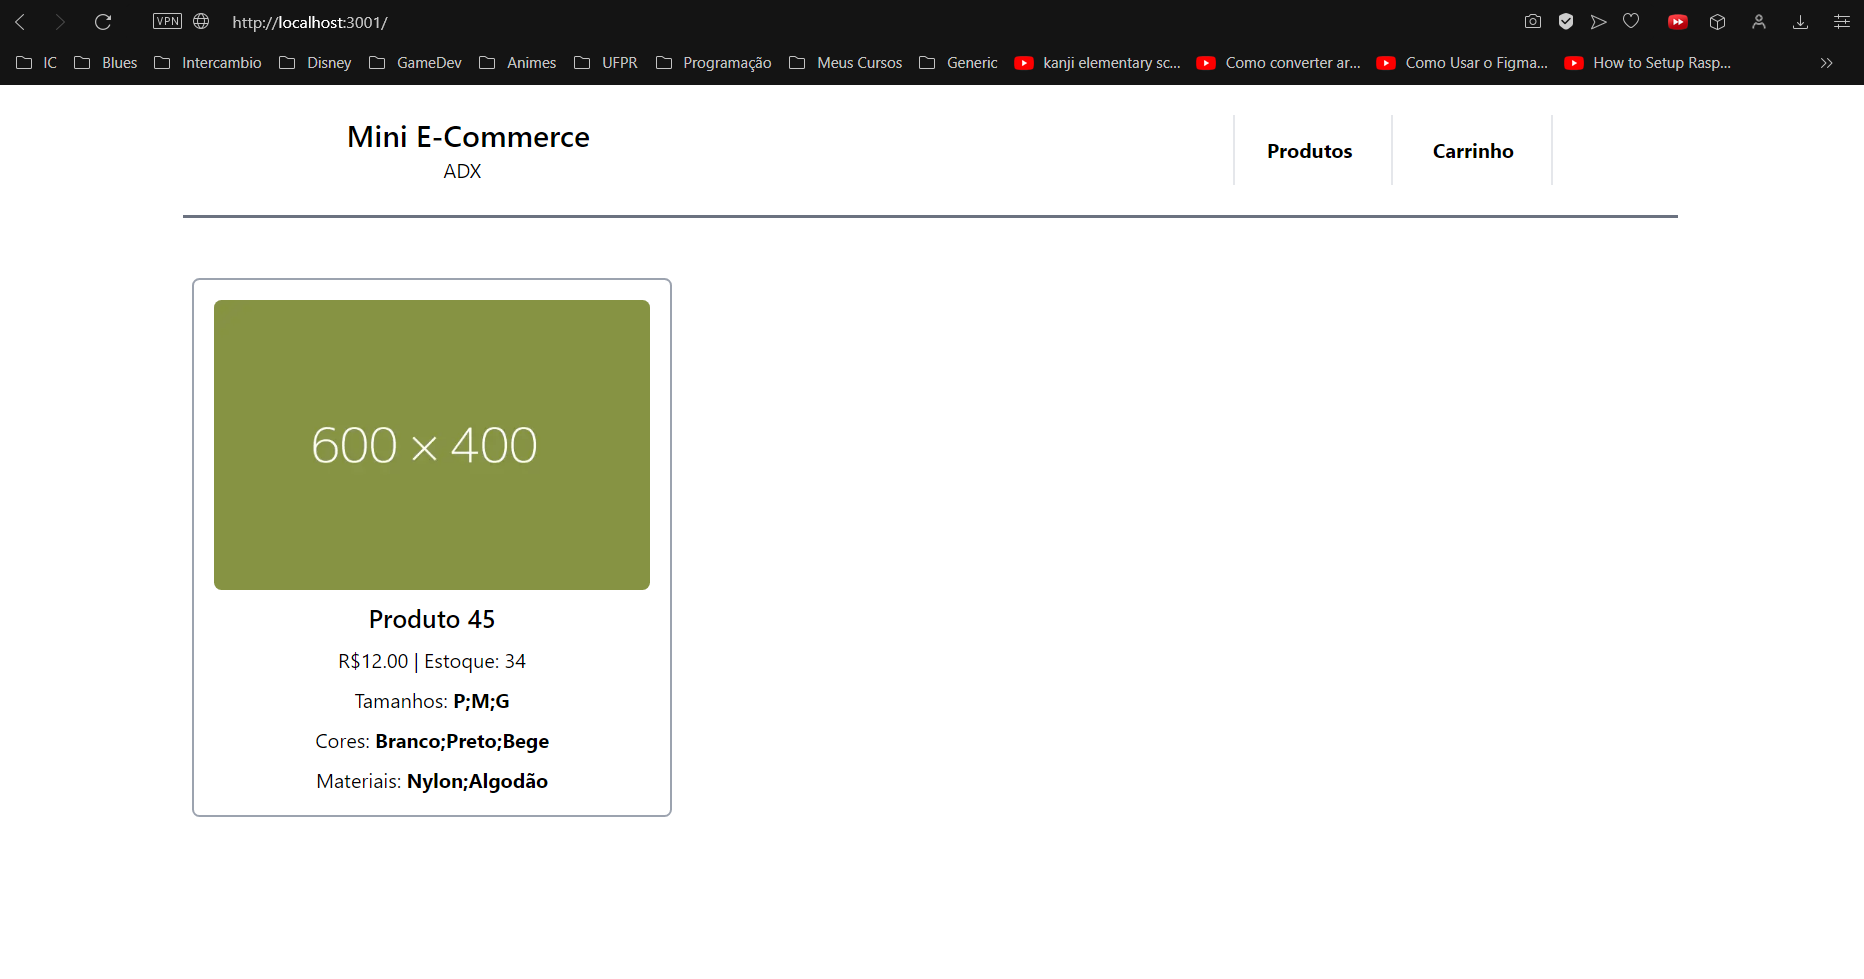 VPN http://localhost:3001/
IC Blues Intercambio Disney GameDev Animes UFPR Programação Meus Cursos Generic kanji elementary sc... Como converter ar... Como Usar o Figma... How to Setup Rasp...
Mini E-Commerce
ADX
Produtos Carrinho
600 × 400
Produto 45
R$12.00 | Estoque: 34
Tamanhos: P;M;G
Cores: Branco;Preto;Bege
Materiais: Nylon;Algodão